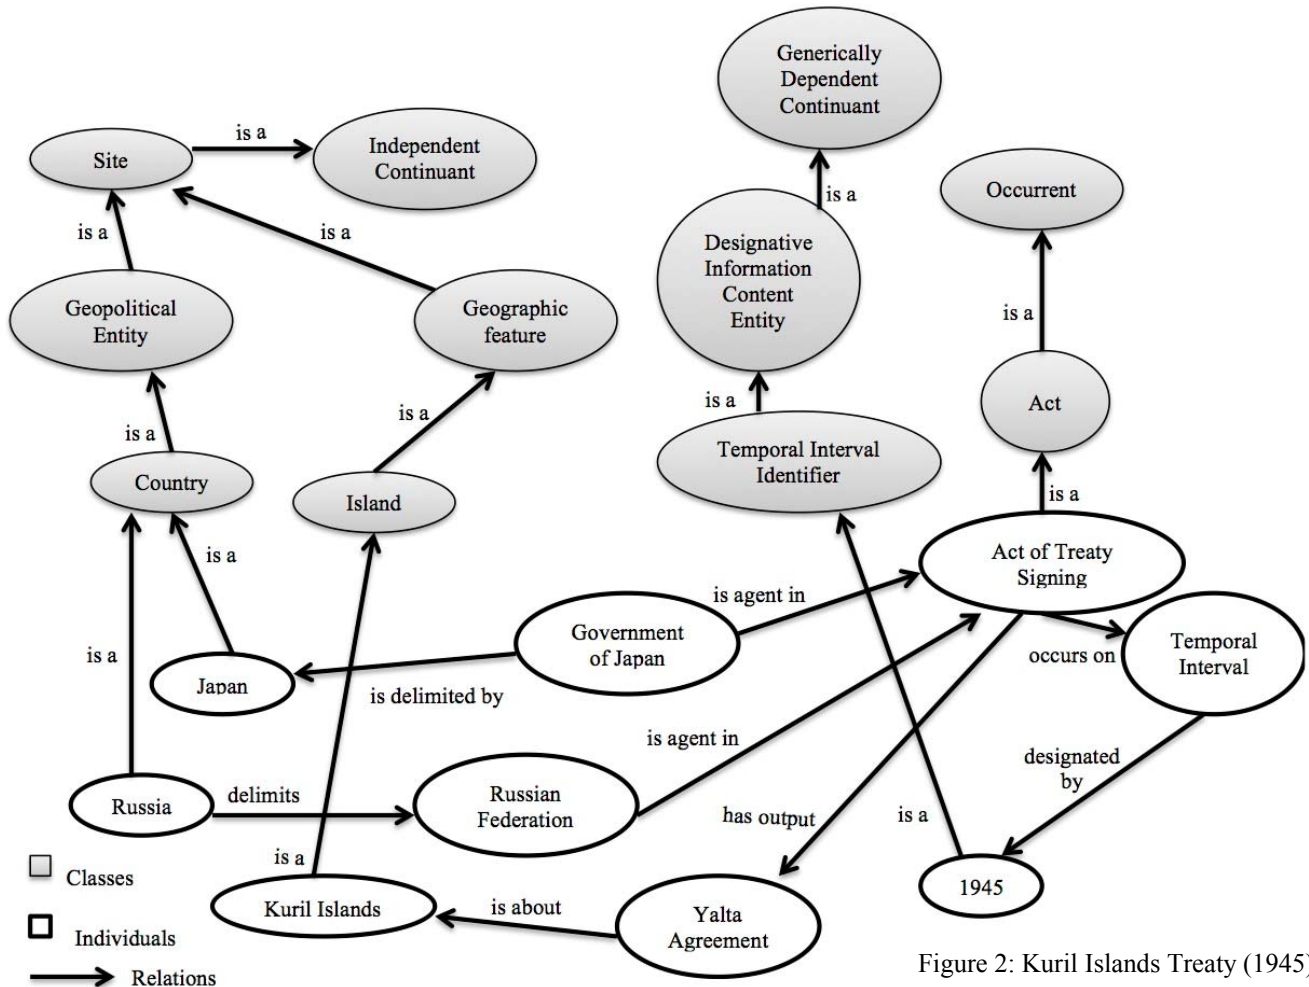 Generically
Dependent
Continuant
is a
Site
Independent
Continuant
Occurrent
is a
is a
is a
Designative
Information
Content
Entity
Geopolitical
Entity
Geographic
feature
is a
is a
is a
is a
Act
Country
Island
Temporal Interval
Identifier
is a
is a
Act of Treaty
Signing
is agent in
Government
of Japan
Temporal
Interval
occurs on
is a
Japan
is delimited by
is agent in
designated
by
Russia
delimits
Russian
Federation
has output
is a
is a
Classes
Kuril Islands
is about
Yalta
Agreement
1945
Individuals
Relations
Figure 2: Kuril Islands Treaty (1945)